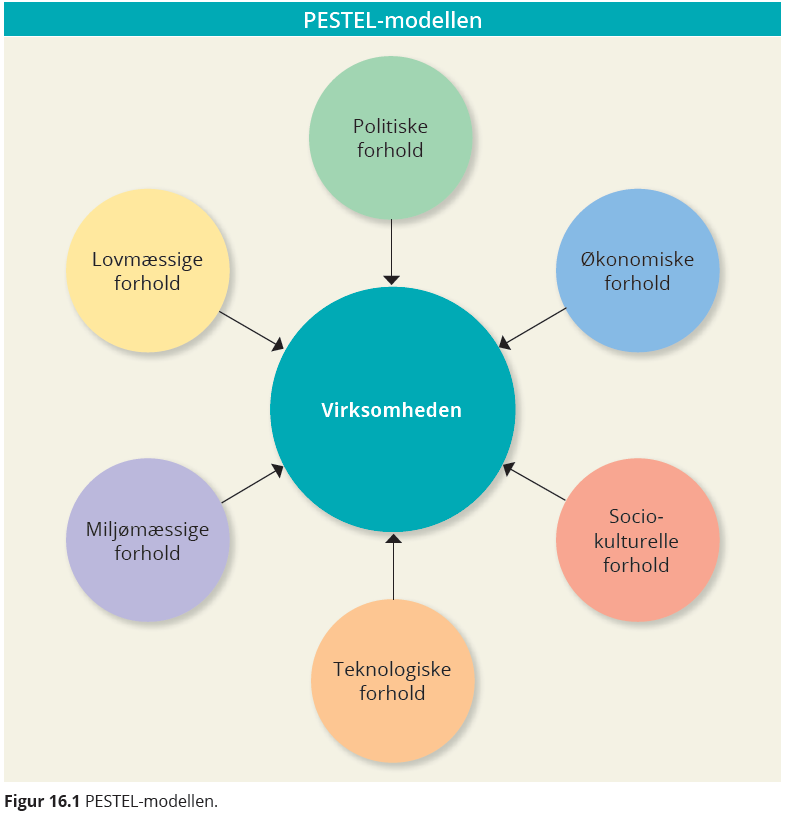 PESTEL-modellen
Politiske
forhold
Lovmæssige
forhold
Økonomiske
forhold
Virksomheden
Miljømæssige
forhold
Socio-
kulturelle
forhold
Teknologiske
forhold
Figur 16.1 PESTEL-modellen.